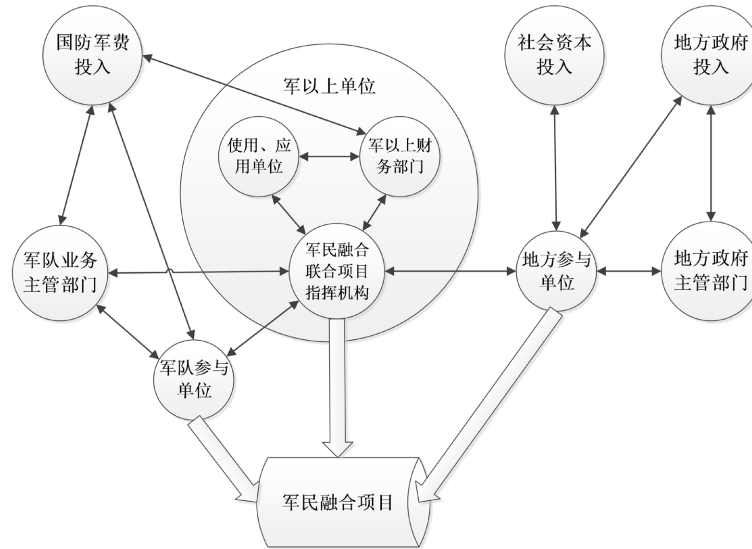 国防军费
投入
社会资本
投入
地方政府
投入
军以上单位
使用、应
用单位
军以上财
务部门
军队业务
主管部门
军民融合
联合项目
指挥机构
地方参与
单位
地方政府
主管部门
军队参与
单位
军民融合项目